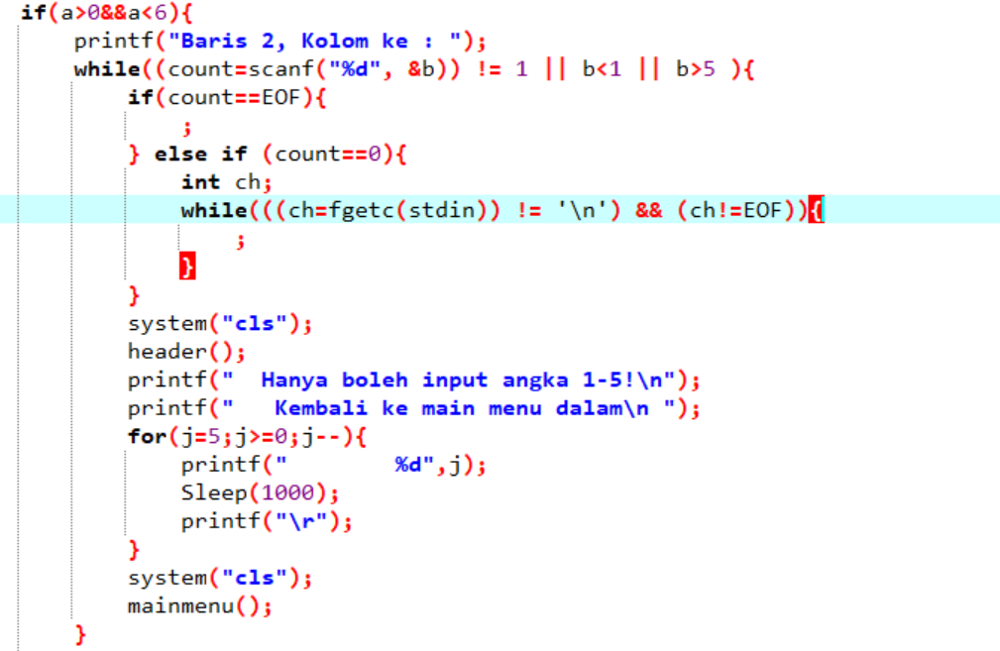 if(a>0&&a<6){
printf("Baris 2, Kolom ke : ");
while((count=scanf("%d", &b)) != 1 || b<1 || b>5 ){
if(count==EOF){
;
} else if (count==0){
int ch;
while(((ch=fgetc(stdin)) != '\n') && (ch!=EOF)){
;
}
}
system("cls");
header();
printf("  Hanya boleh input angka 1-5!\n");
printf("   Kembali ke main menu dalam\n ");
for(j=5;j>=0;j--){
printf("        %d",j);
Sleep(1000);
printf("\r");
}
system("cls");
mainmenu();
}